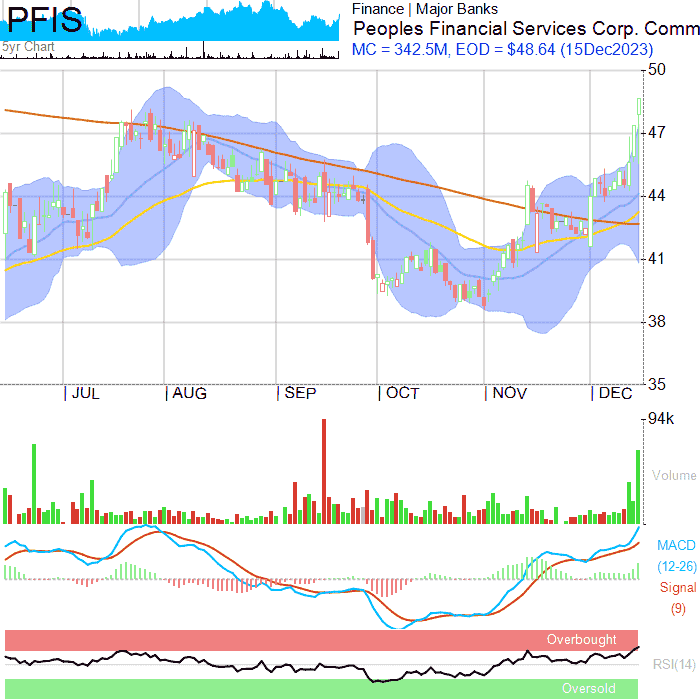 PFIS
5yr Chart
Finance | Major Banks
Peoples Financial Services Corp. Comm
MC = 342.5M, EOD = $48.64 (15Dec2023)
50
47
44
41
38
35
| JUL | AUG | SEP | OCT | NOV | DEC
94k
Volume
MACD
(12-26)
Signal
(9)
Overbought
RSI(14)
Oversold